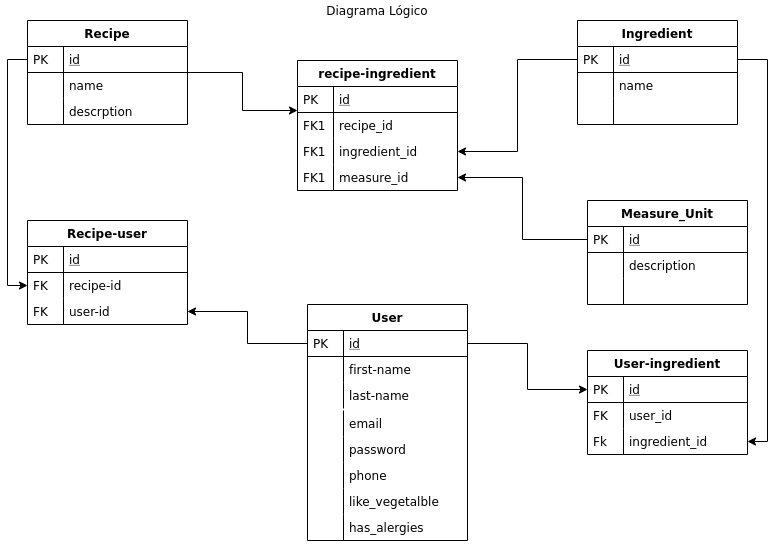 Diagrama Lógico
Recipe
PK id
name
descrption
recipe-ingredient
PK id
FK1 recipe_id
FK1 ingredient_id
FK1 measure_id
Ingredient
PK id
name
Measure_Unit
PK id
description
Recipe-user
PK id
FK recipe-id
FK user-id
User
PK id
first-name
last-name
email
password
phone
like_vegetalble
has_alergies
User-ingredient
PK id
FK user_id
Fk ingredient_id